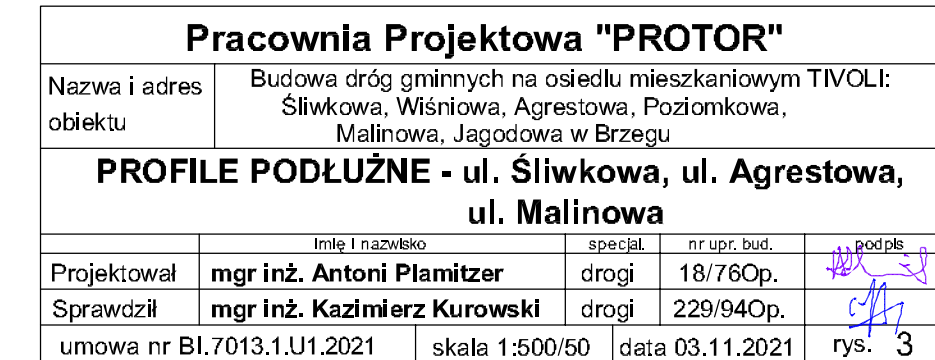 Pracownia Projektowa "PROTOR"
Nazwa i adres obiektu
Budowa dróg gminnych na osiedlu mieszkaniowym TIVOLI:
Śliwkowa, Wiśniowa, Agrestowa, Poziomkowa,
Malinowa, Jagodowa w Brzegu
PROFILE PODŁUŻNE - ul. Śliwkowa, ul. Agrestowa,
ul. Malinowa
Imię i nazwisko specjal. nr upr. bud. podpis
Projektował mgr inż. Antoni Plamitzer drogi 18/76Op.
Sprawdził mgr inż. Kazimierz Kurowski drogi 229/94Op.
umowa nr BI.7013.1.U1.2021 skala 1:500/50 data 03.11.2021 rys. 3